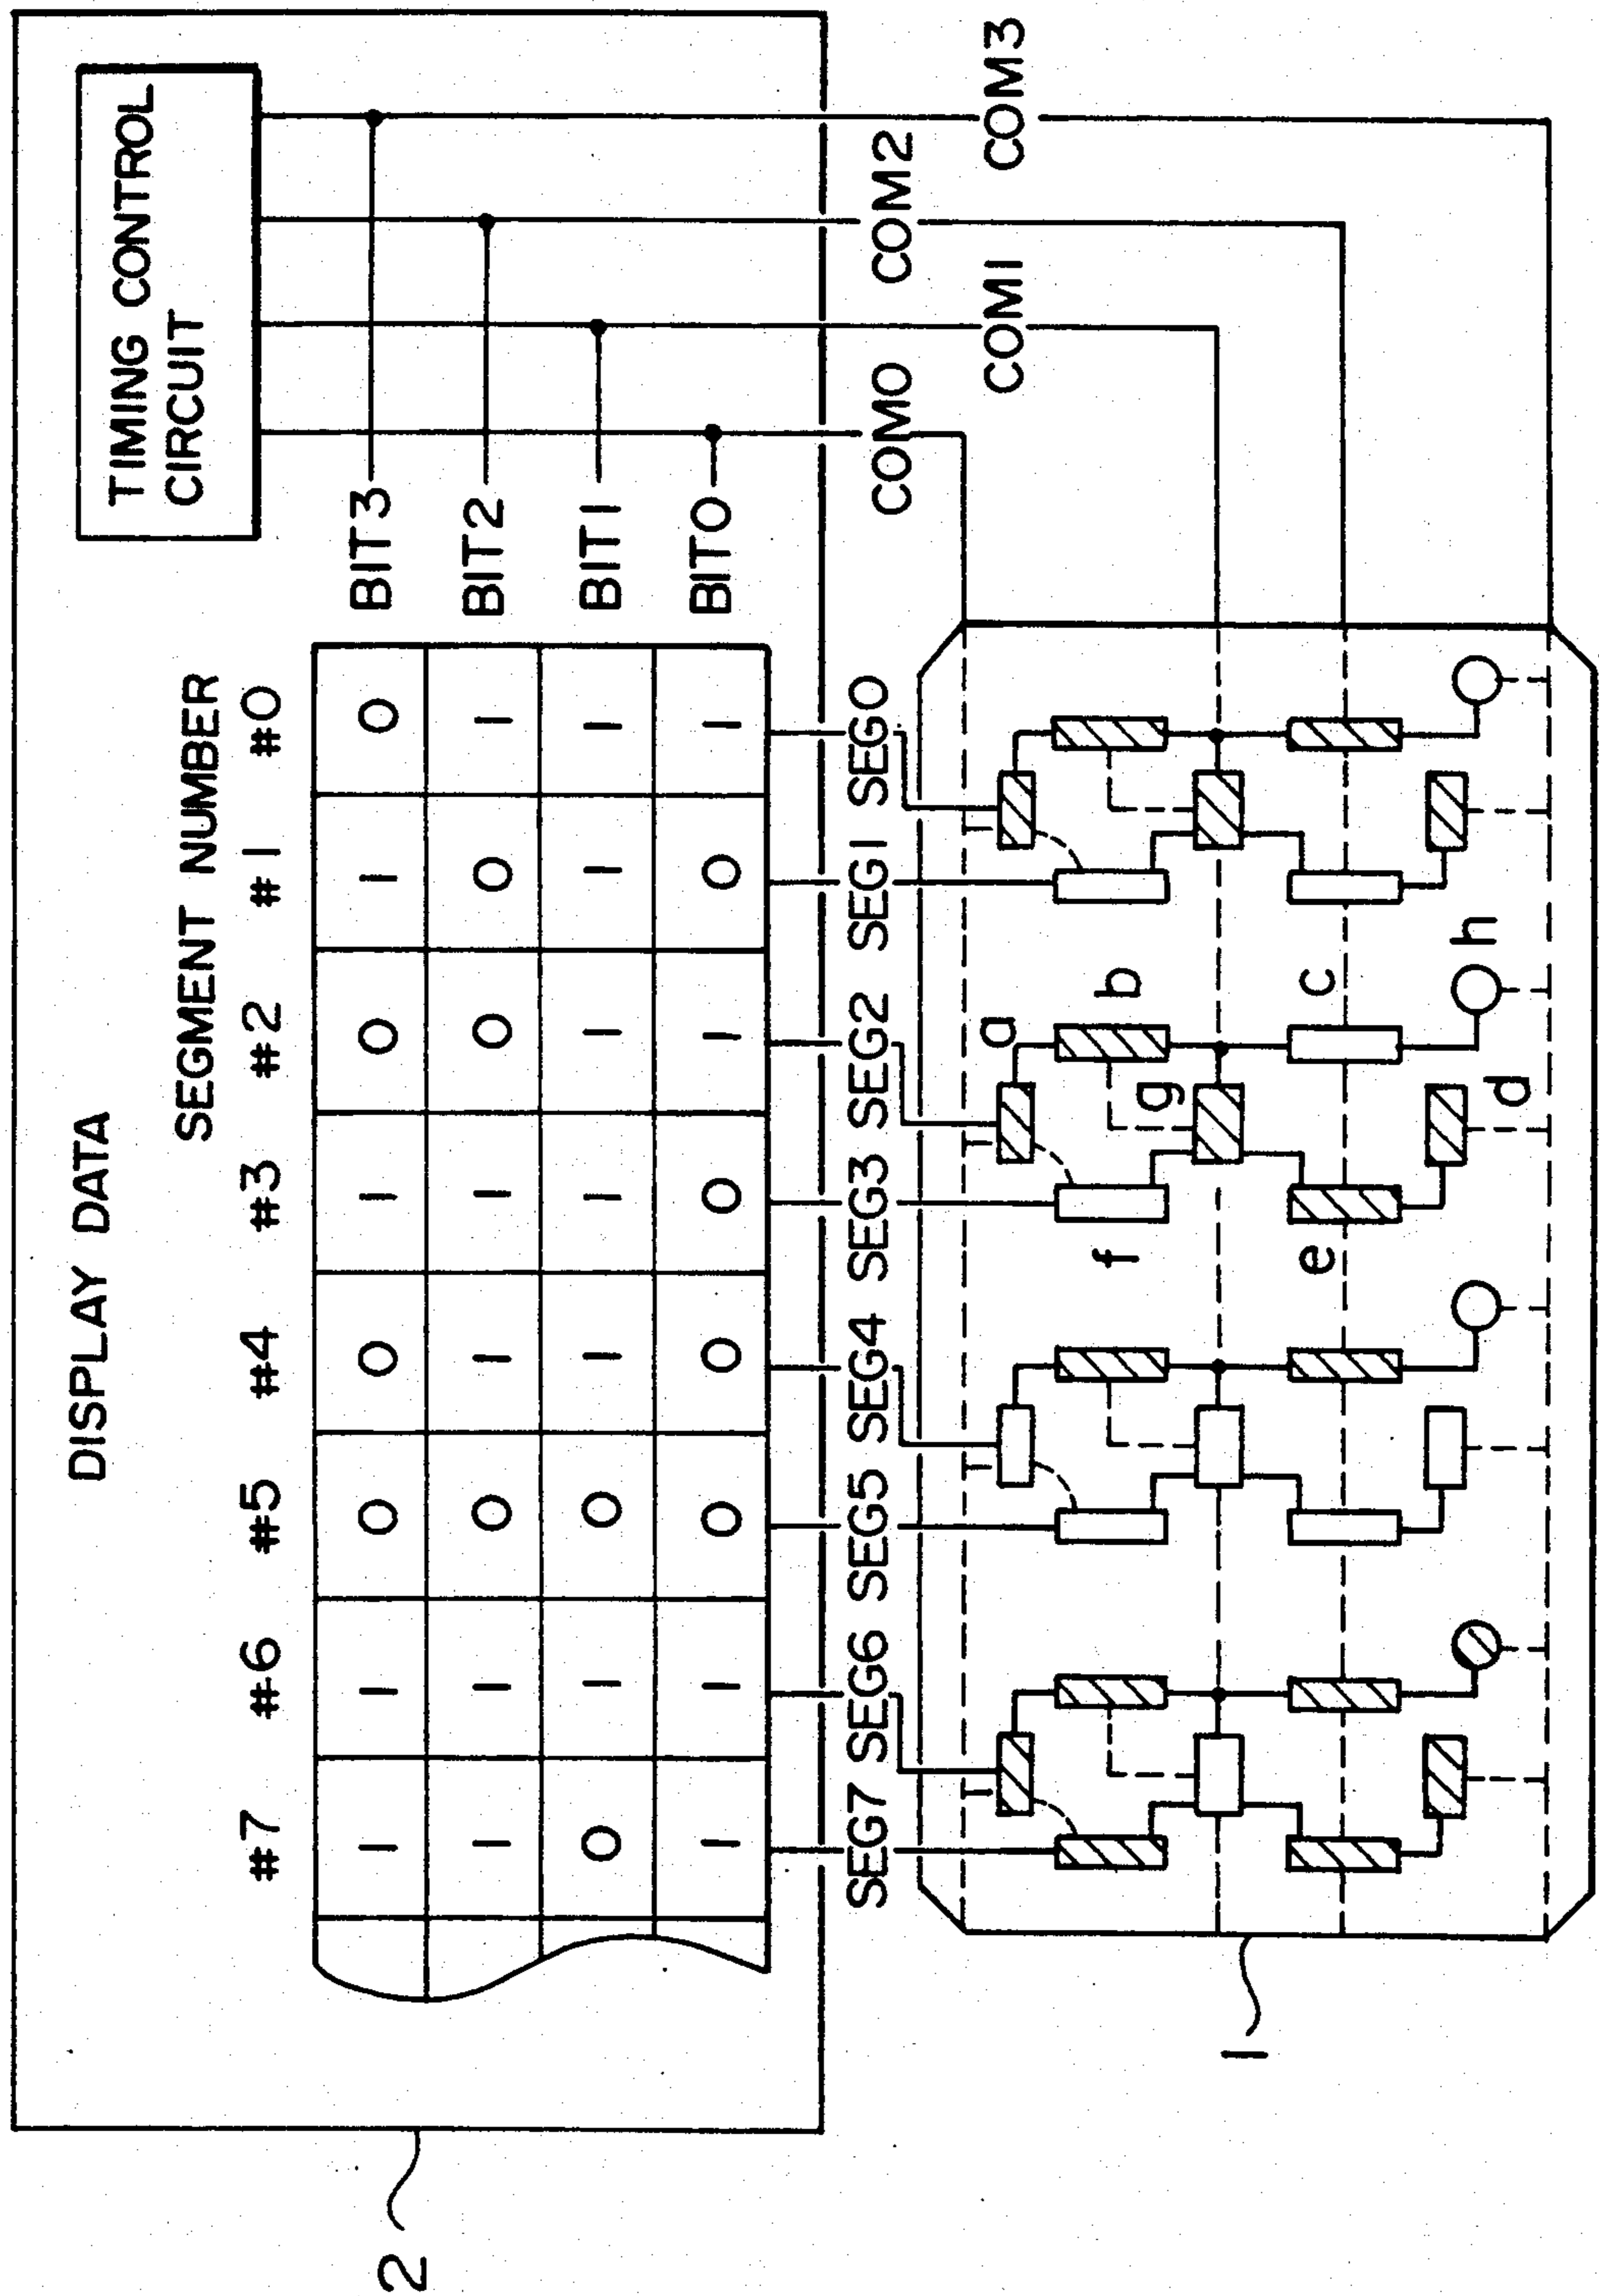 DISPLAY DATA
TIMING CONTROL
CIRCUIT
SEGMENT NUMBER
#7 #6 #5 #4 #3 #2 #1 #0
1 1 0 0 1 0 1 0 BIT3
1 1 0 1 1 0 0 1 BIT2
0 1 0 1 1 1 1 1 BIT1
1 1 0 0 0 1 0 1 BIT0
SEG7 SEG6 SEG5 SEG4 SEG3 SEG2 SEG1 SEG0
COM0 COM2
COM1 COM3
a
f b
g
e c
d h
1
2